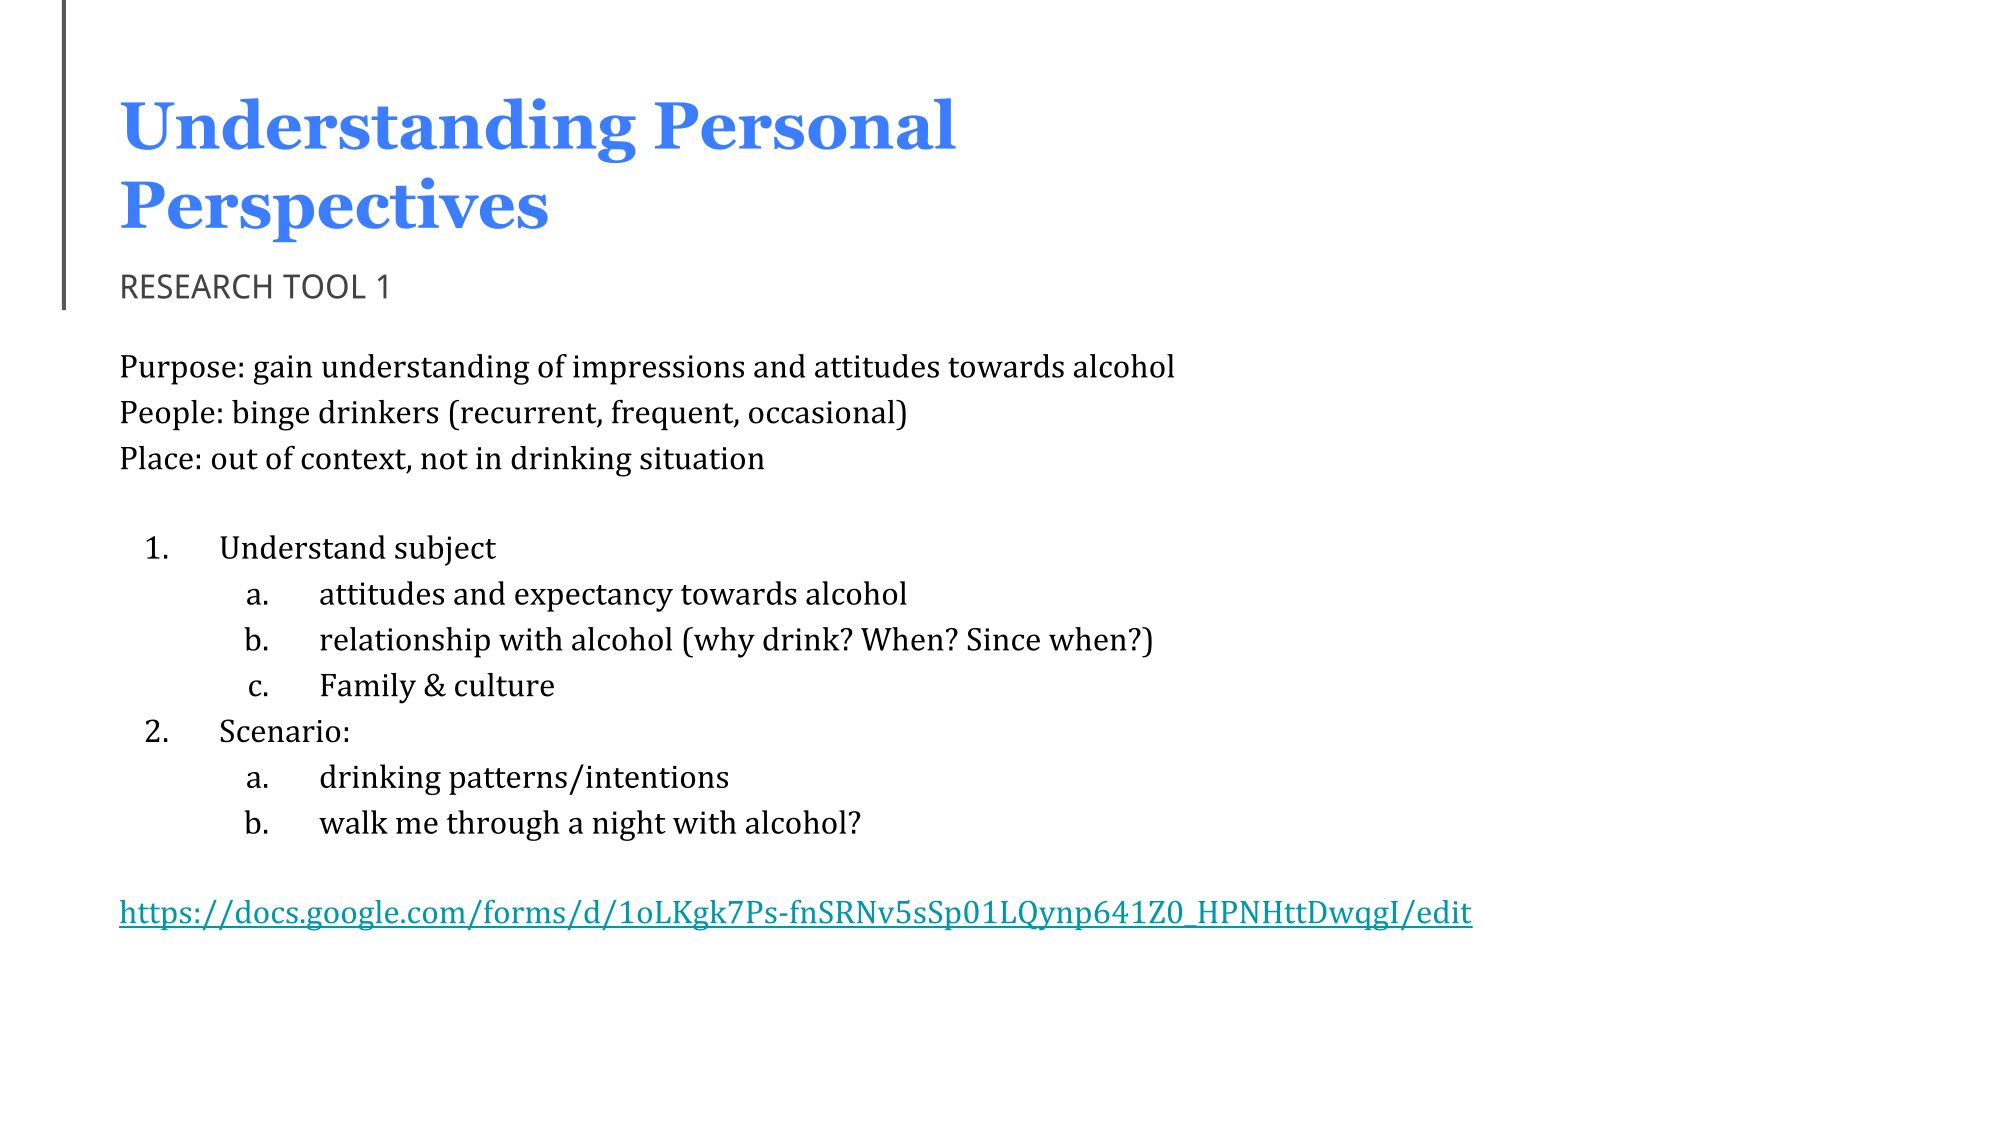 Understanding Personal
Perspectives
RESEARCH TOOL 1
Purpose: gain understanding of impressions and attitudes towards alcohol
People: binge drinkers (recurrent, frequent, occasional)
Place: out of context, not in drinking situation
1. Understand subject
a. attitudes and expectancy towards alcohol
b. relationship with alcohol (why drink? When? Since when?)
c. Family & culture
2. Scenario:
a. drinking patterns/intentions
b. walk me through a night with alcohol?
https://docs.google.com/forms/d/1oLKgk7Ps-fnSRNv5sSp01LQynp641Z0_HPNHttDwqgI/edit